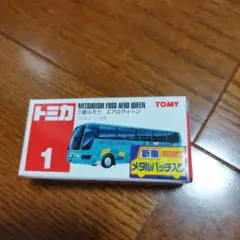 トミカ
1
MITSUBISHI FUSO AERO QUEEN
三菱ふそう エアロクイーン
TOMY
新車
メタルバッチ入り